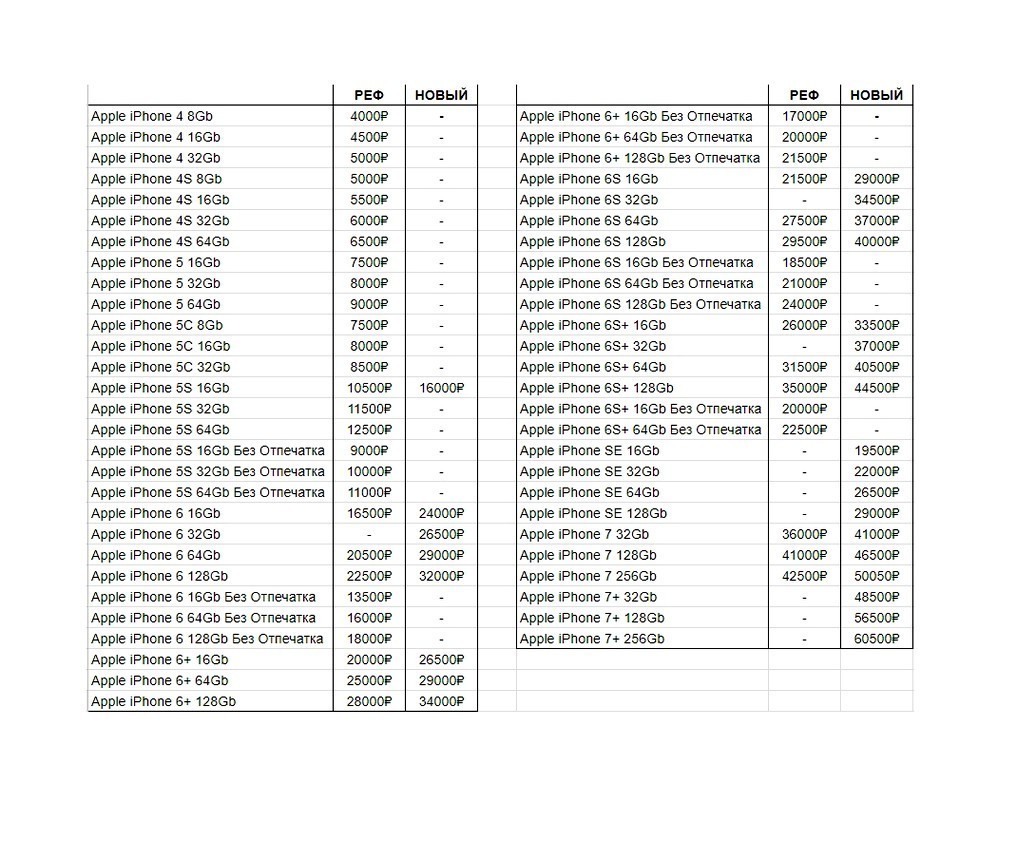 РЕФ НОВЫЙ
Apple iPhone 4 8Gb 4000₽ -
Apple iPhone 4 16Gb 4500₽ -
Apple iPhone 4 32Gb 5000₽ -
Apple iPhone 4S 8Gb 5000₽ -
Apple iPhone 4S 16Gb 5500₽ -
Apple iPhone 4S 32Gb 6000₽ -
Apple iPhone 4S 64Gb 6500₽ -
Apple iPhone 5 16Gb 7500₽ -
Apple iPhone 5 32Gb 8000₽ -
Apple iPhone 5 64Gb 9000₽ -
Apple iPhone 5C 8Gb 7500₽ -
Apple iPhone 5C 16Gb 8000₽ -
Apple iPhone 5C 32Gb 8500₽ -
Apple iPhone 5S 16Gb 10500₽ 16000₽
Apple iPhone 5S 32Gb 11500₽ -
Apple iPhone 5S 64Gb 12500₽ -
Apple iPhone 5S 16Gb Без Отпечатка 9000₽ -
Apple iPhone 5S 32Gb Без Отпечатка 10000₽ -
Apple iPhone 5S 64Gb Без Отпечатка 11000₽ -
Apple iPhone 6 16Gb 16500₽ 24000₽
Apple iPhone 6 32Gb - 26500₽
Apple iPhone 6 64Gb 20500₽ 29000₽
Apple iPhone 6 128Gb 22500₽ 32000₽
Apple iPhone 6 16Gb Без Отпечатка 13500₽ -
Apple iPhone 6 64Gb Без Отпечатка 16000₽ -
Apple iPhone 6 128Gb Без Отпечатка 18000₽ -
Apple iPhone 6+ 16Gb 20000₽ 26500₽
Apple iPhone 6+ 64Gb 25000₽ 29000₽
Apple iPhone 6+ 128Gb 28000₽ 34000₽
РЕФ НОВЫЙ
Apple iPhone 6+ 16Gb Без Отпечатка 17000₽ -
Apple iPhone 6+ 64Gb Без Отпечатка 20000₽ -
Apple iPhone 6+ 128Gb Без Отпечатка 21500₽ -
Apple iPhone 6S 16Gb 21500₽ 29000₽
Apple iPhone 6S 32Gb - 34500₽
Apple iPhone 6S 64Gb 27500₽ 37000₽
Apple iPhone 6S 128Gb 29500₽ 40000₽
Apple iPhone 6S 16Gb Без Отпечатка 18500₽ -
Apple iPhone 6S 64Gb Без Отпечатка 21000₽ -
Apple iPhone 6S 128Gb Без Отпечатка 24000₽ -
Apple iPhone 6S+ 16Gb 26000₽ 33500₽
Apple iPhone 6S+ 32Gb - 37000₽
Apple iPhone 6S+ 64Gb 31500₽ 40500₽
Apple iPhone 6S+ 128Gb 35000₽ 44500₽
Apple iPhone 6S+ 16Gb Без Отпечатка 20000₽ -
Apple iPhone 6S+ 64Gb Без Отпечатка 22500₽ -
Apple iPhone SE 16Gb - 19500₽
Apple iPhone SE 32Gb - 22000₽
Apple iPhone SE 64Gb - 26500₽
Apple iPhone SE 128Gb - 29000₽
Apple iPhone 7 32Gb 36000₽ 41000₽
Apple iPhone 7 128Gb 41000₽ 46500₽
Apple iPhone 7 256Gb 42500₽ 50050₽
Apple iPhone 7+ 32Gb - 48500₽
Apple iPhone 7+ 128Gb - 56500₽
Apple iPhone 7+ 256Gb - 60500₽